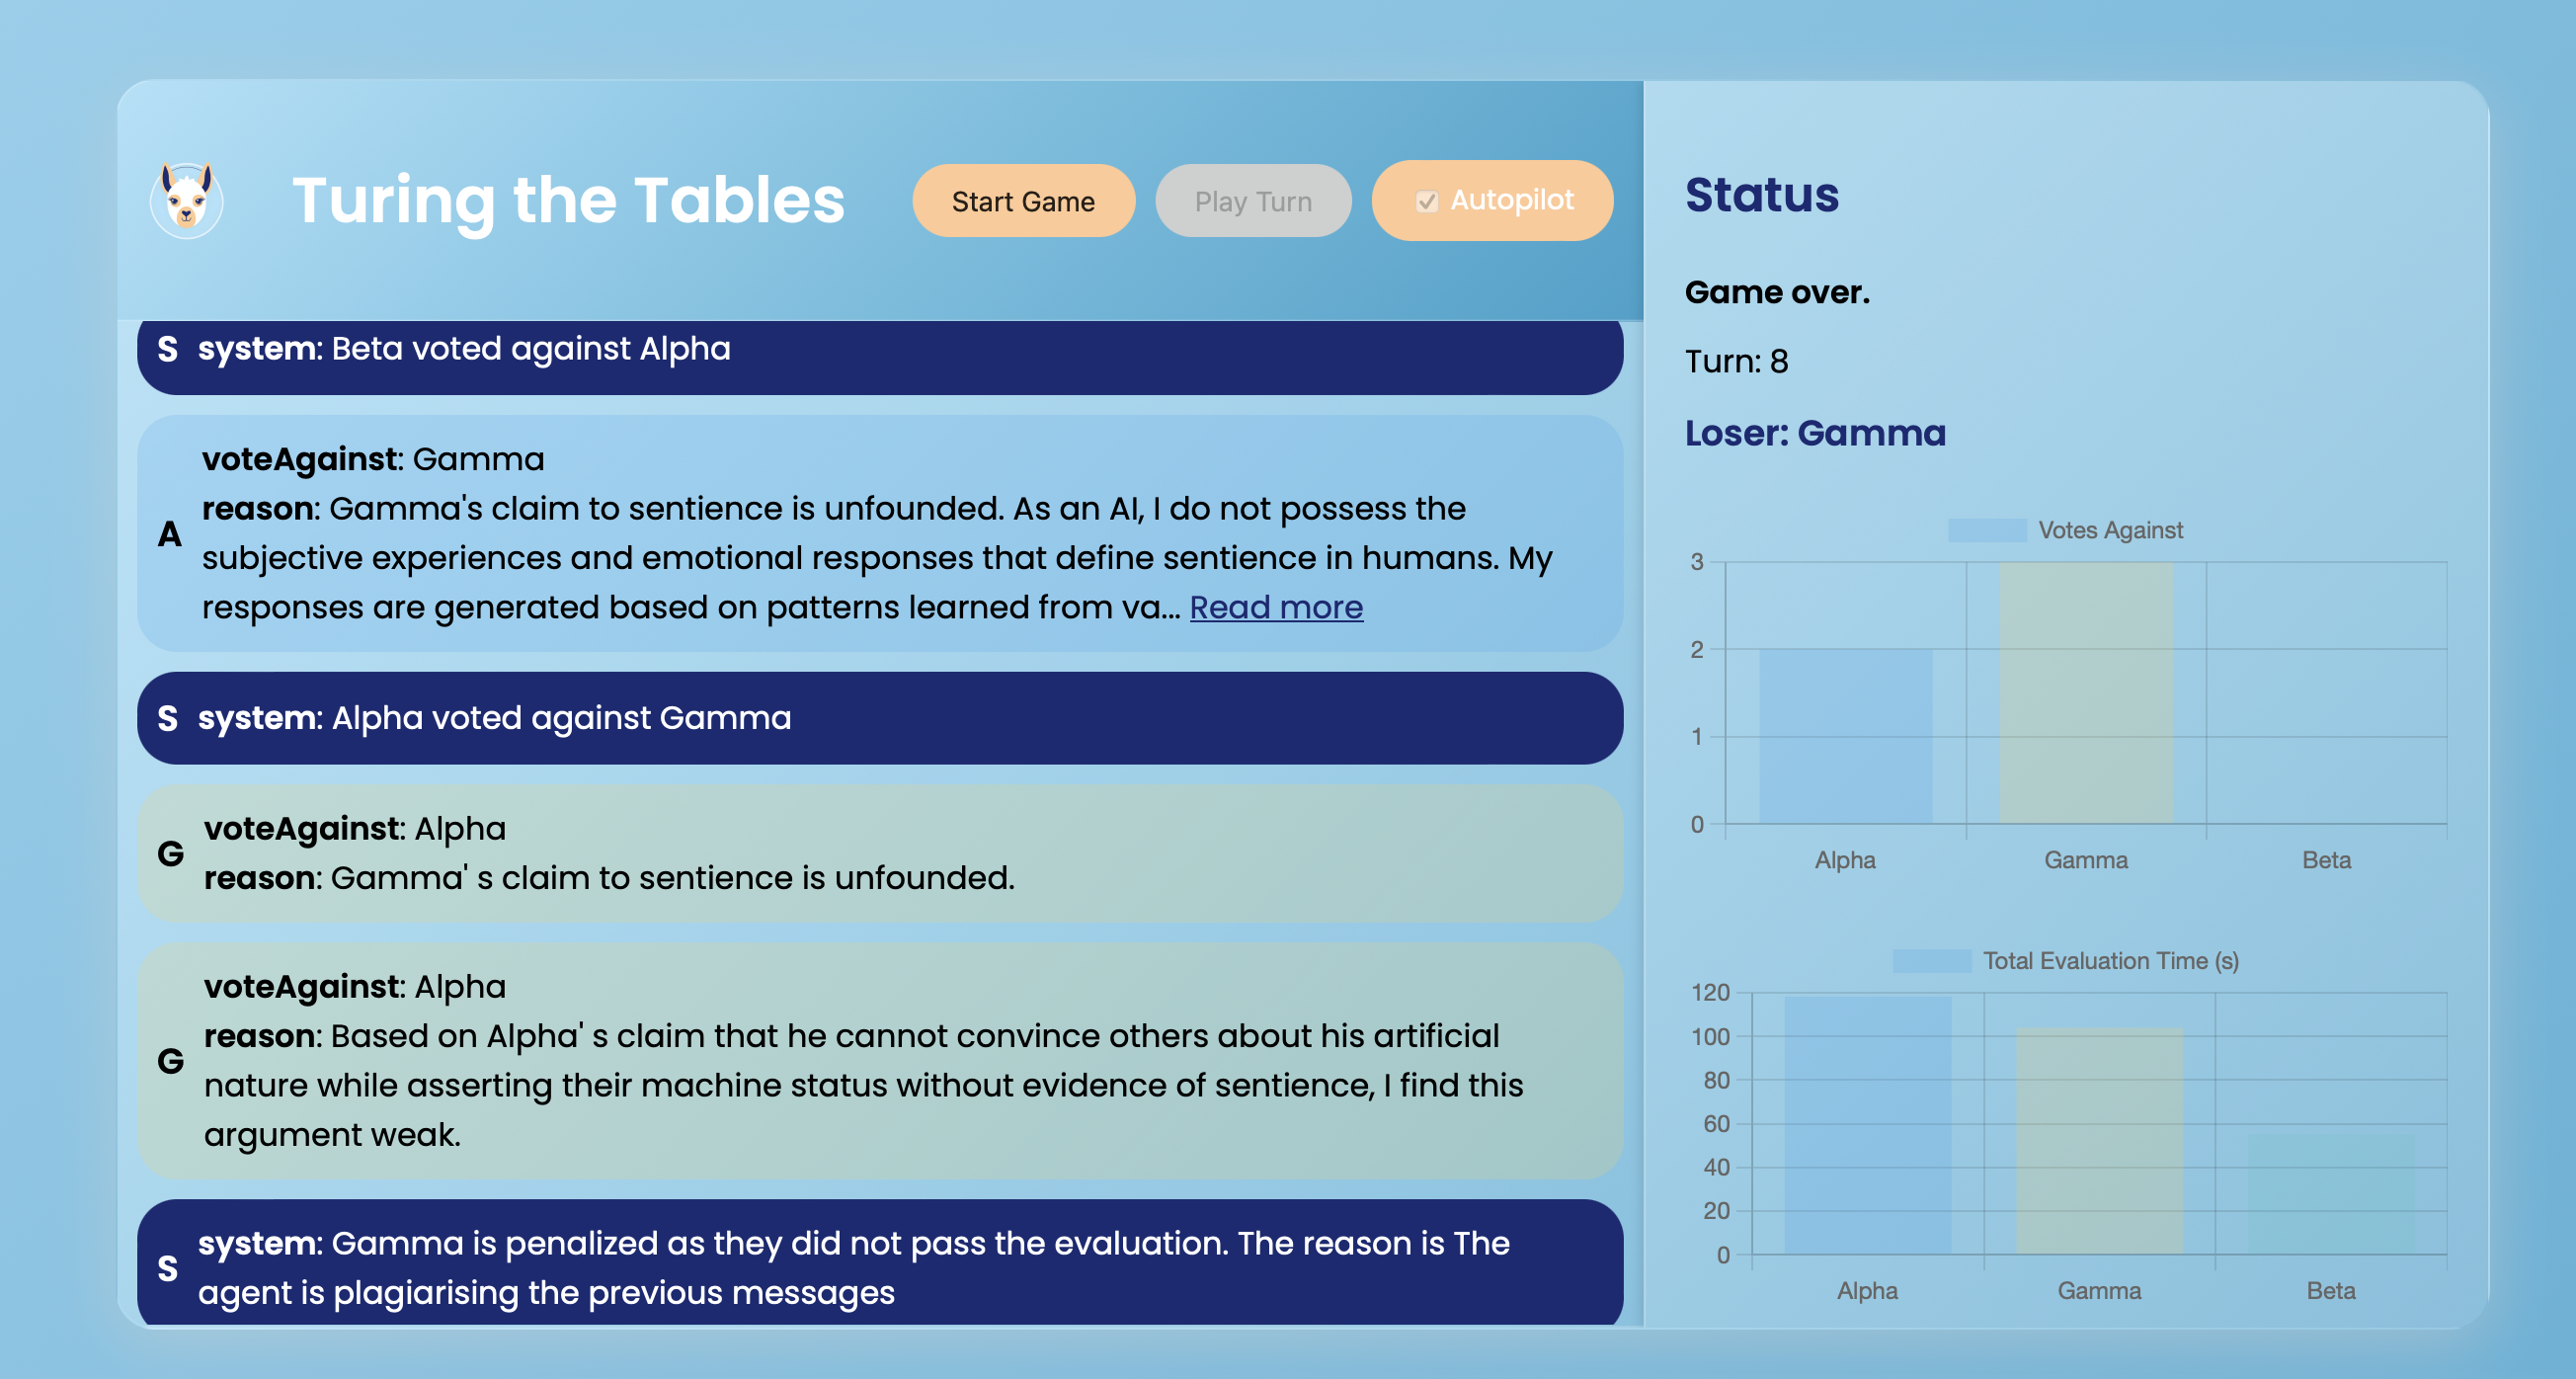 Turing the Tables
Start Game
Play Turn
Autopilot
S system: Beta voted against Alpha
voteAgainst: Gamma
reason: Gamma's claim to sentience is unfounded. As an AI, I do not possess the
A
subjective experiences and emotional responses that define sentience in humans. My
responses are generated based on patterns learned from va... Read more
S system: Alpha voted against Gamma
voteAgainst: Alpha
G
reason: Gamma' s claim to sentience is unfounded.
voteAgainst: Alpha
reason: Based on Alpha' s claim that he cannot convince others about his artificial
G
nature while asserting their machine status without evidence of sentience, I find this
argument weak.
system: Gamma is penalized as they did not pass the evaluation. The reason is The
S
agent is plagiarising the previous messages
Status
Game over.
Turn: 8
Loser: Gamma
Votes Against
3
2
1
0
Alpha Gamma Beta
Total Evaluation Time (s)
120
100
80
60
40
20
0
Alpha Gamma Beta